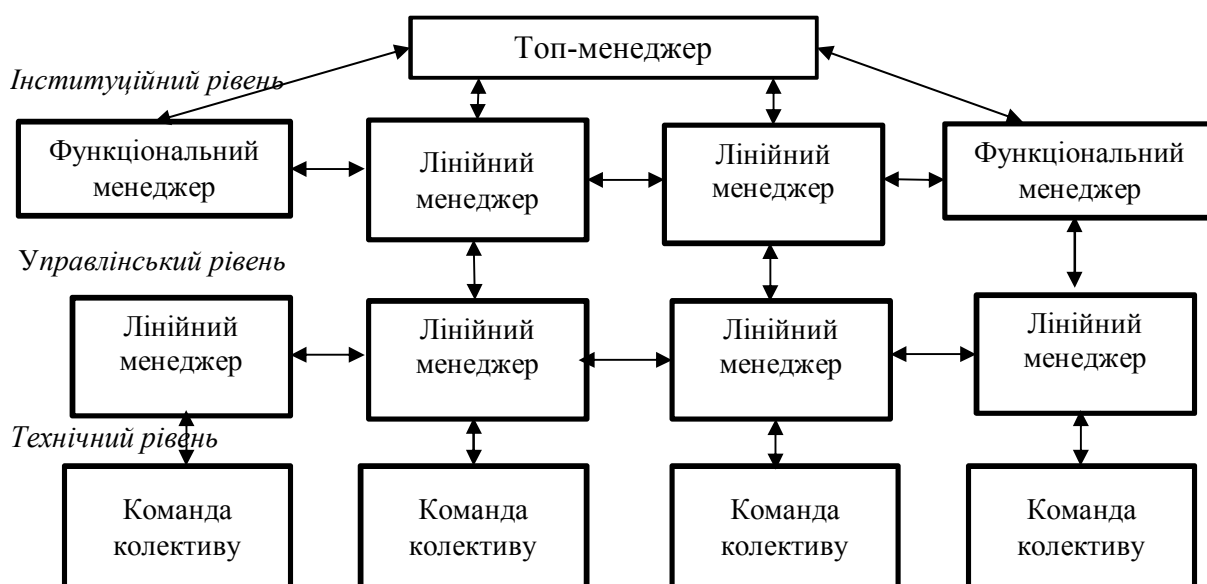 Топ-менеджер
Інституційний рівень
Функціональний
менеджер
Лінійний
менеджер
Лінійний
менеджер
Функціональний
менеджер
Управлінський рівень
Лінійний
менеджер
Лінійний
менеджер
Лінійний
менеджер
Лінійний
менеджер
Технічний рівень
Команда
колективу
Команда
колективу
Команда
колективу
Команда
колективу